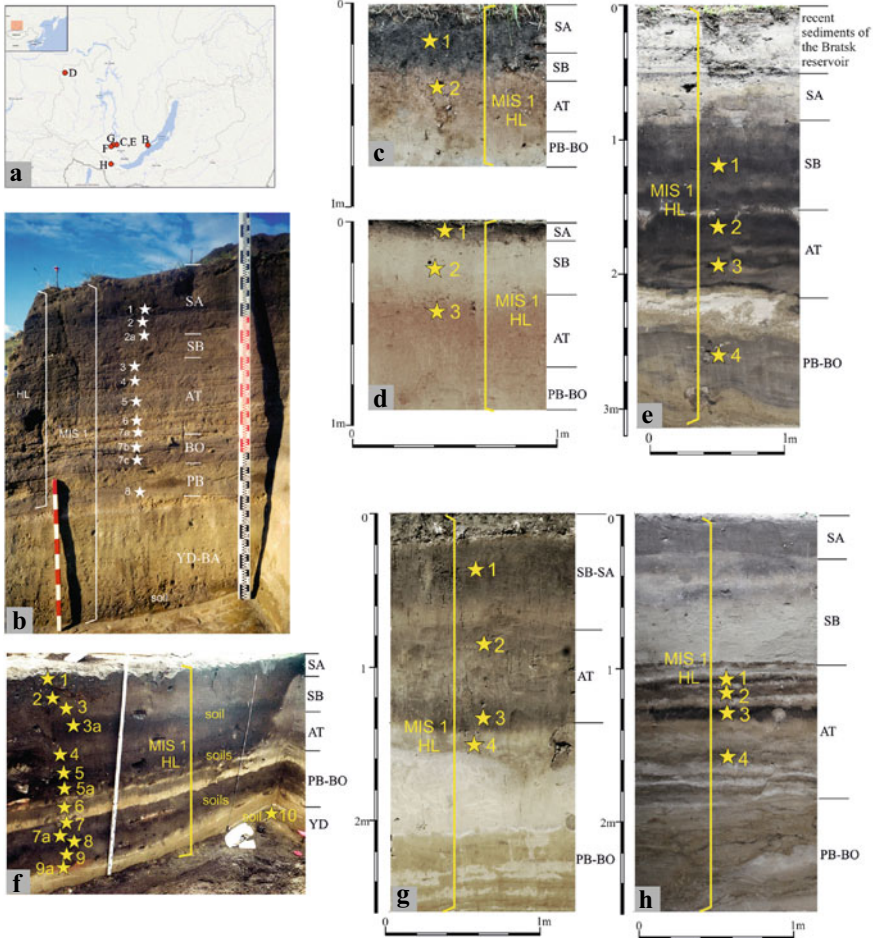 D
G
C,E
B
F
H
a
0
1
2
SA
SB
AT
PB-BO
MIS 1
HL
c
1m
0
1
2
3
SA
SB
AT
PB-BO
MIS 1
HL
d
1m
1m
recent
sediments of
the Bratsk
reservoir
0
SA
1
1
SB
MIS 1
HL
2
AT
3
2
PB-BO
4
3m
e
0
1m
SA
1
2
2a
SB
3
4
HL
AT
5
MIS 1
6
7a
BO
7b
7c
PB
8
YD-BA
soil
b
SA
1
SB
2
3
soil
3a
AT
MIS 1
HL
4
soils
5
PB-BO
5a
6
soils
soil
10
7
YD
7a
8
9
9a
f
0
1
SB-SA
2
1
AT
3
MIS 1
HL
4
2m
PB-BO
g
1m
0
SA
SB
1
MIS 1
HL
1
2
3
AT
4
2m
PB-BO
h
1m